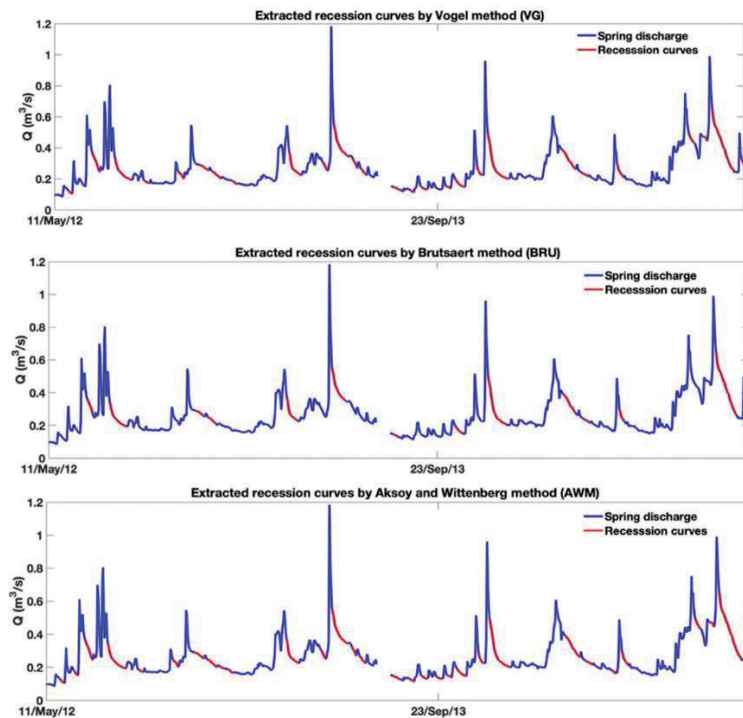 Extracted recession curves by Vogel method (VG)
1.2
1
0.8
0.6
0.4
0.2
0
Q (m³/s)
Spring discharge
Recesssion curves
11/May/12
23/Sep/13
Extracted recession curves by Brutsaert method (BRU)
1.2
1
0.8
0.6
0.4
0.2
0
Q (m³/s)
Spring discharge
Recesssion curves
11/May/12
23/Sep/13
Extracted recession curves by Aksoy and Wittenberg method (AWM)
1.2
1
0.8
0.6
0.4
0.2
0
Q (m³/s)
Spring discharge
Recesssion curves
11/May/12
23/Sep/13